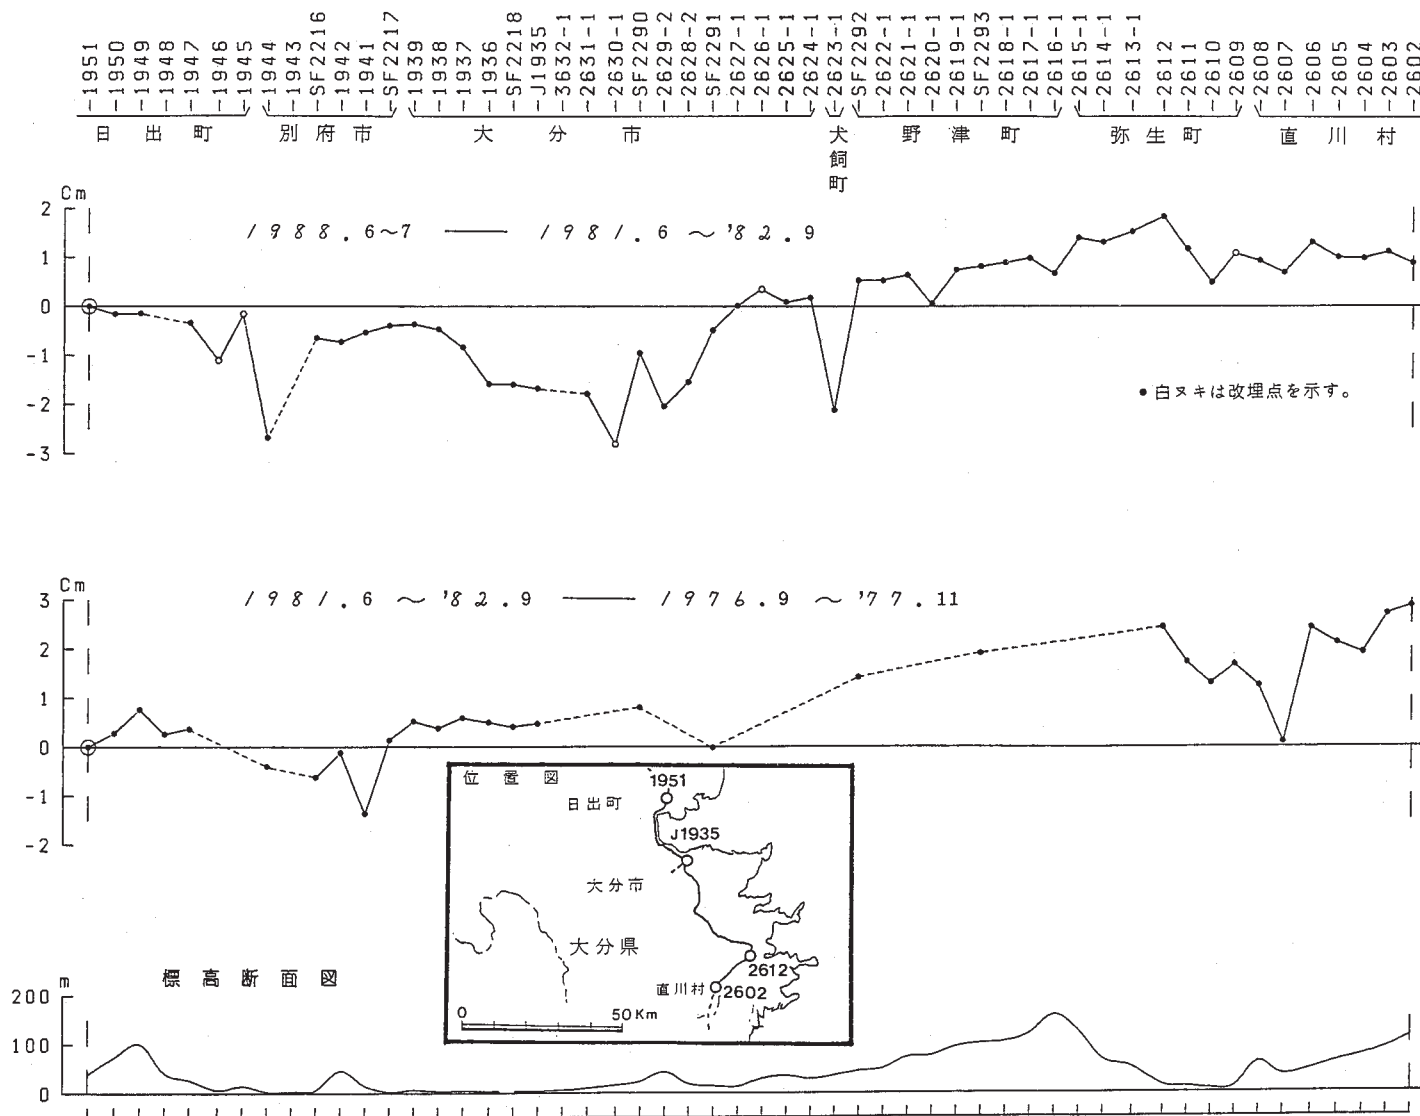 -1951
-1950
-1949
-1948
-1947
-1946
-1945
-1944
-1943
-SF2216
-1942
-1941
-SF2217
-1939
-1938
-1937
-1936
-SF2218
-J1935
-3632-1
-2631-1
-2630-1
-SF2290
-2629-2
-2628-2
-SF2291
-2627-1
-2626-1
-2625-1
-2624-1
-2623-1
-SF2292
-2622-1
-2621-1
-2620-1
-2619-1
-SF2293
-2618-1
-2617-1
-2616-1
-2615-1
-2614-1
-2613-1
-2612
-2611
-2610
-2609
-2608
-2607
-2606
-2605
-2604
-2603
-2602
日出町 別府市 大分市 犬飼町 野津町 弥生町 直川村
Cm
2
1988.6~7 —— 1981.6 ~ '82.9
1
0
-1
-2
-3
●白ヌキは改埋点を示す。
Cm
3
1981.6 ~ '82.9 —— 1976.9 ~ '77.11
2
1
0
-1
-2
位置図
1951
日出町
J1935
大分市
大分県
2612
直川村
2602
0 50Km
標高断面図
m
200
100
0